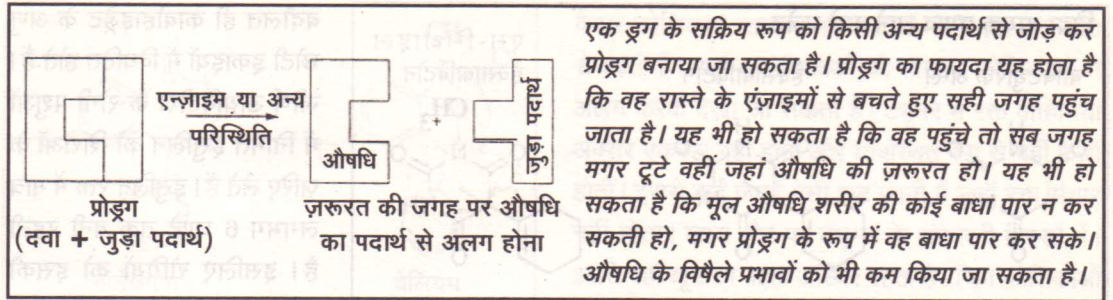 एन्ज़ाइम या अन्य
परिस्थिति
औषधि
+
जुड़ा पदार्थ
प्रोड्रग
(दवा + जुड़ा पदार्थ)
ज़रूरत की जगह पर औषधि
का पदार्थ से अलग होना
एक ड्रग के सक्रिय रूप को किसी अन्य पदार्थ से जोड़ कर
प्रोड्रग बनाया जा सकता है। प्रोड्रग का फायदा यह होता है
कि वह रास्ते के एंज़ाइमों से बचते हुए सही जगह पहुंच
जाता है। यह भी हो सकता है कि वह पहुंचे तो सब जगह
मगर टूटे वहीं जहां औषधि की ज़रूरत हो। यह भी हो
सकता है कि मूल औषधि शरीर की कोई बाधा पार न कर
सकती हो, मगर प्रोड्रग के रूप में वह बाधा पार कर सके।
औषधि के विषैले प्रभावों को भी कम किया जा सकता है।